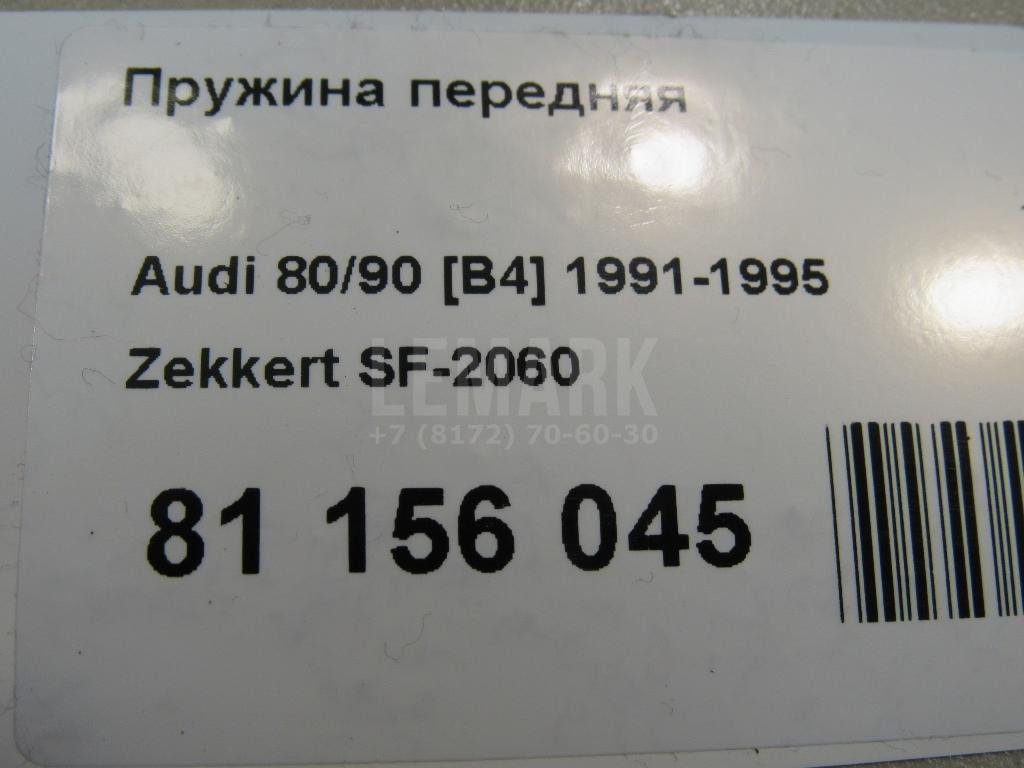 Пружина передняя
Audi 80/90 [B4] 1991-1995
Zekkert SF-2060
LEMARK
+7 (8172) 70-60-30
81 156 045